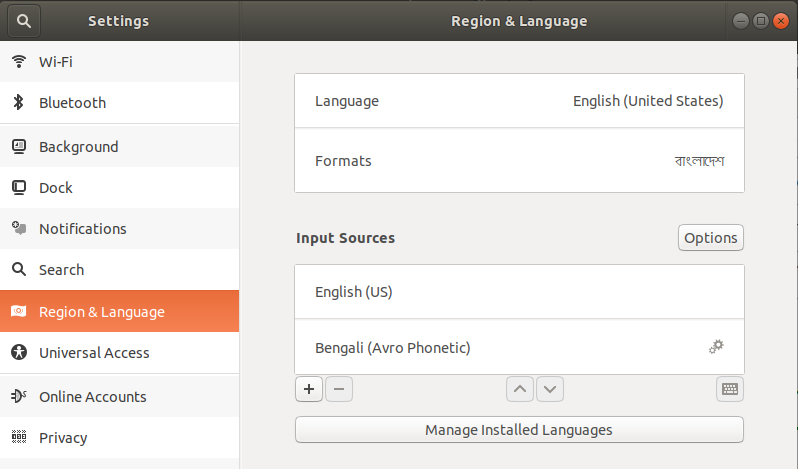 Settings
Region & Language
Wi-Fi
Bluetooth
Background
Dock
Notifications
Search
Region & Language
Universal Access
Online Accounts
Privacy
Language English (United States)
Formats বাংলাদেশ
Input Sources Options
English (US)
Bengali (Avro Phonetic)
Manage Installed Languages